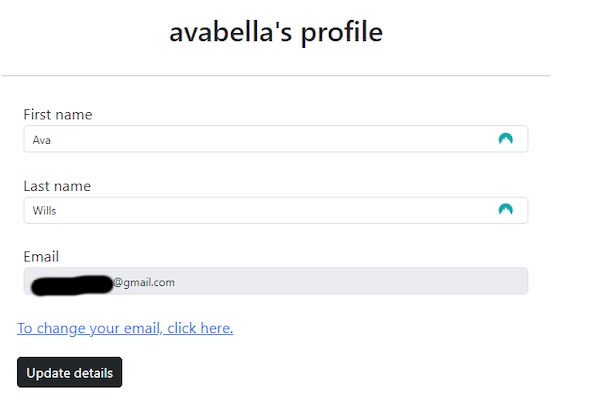 avabella's profile
First name
Ava
Last name
Wills
Email
@gmail.com
To change your email, click here.
Update details